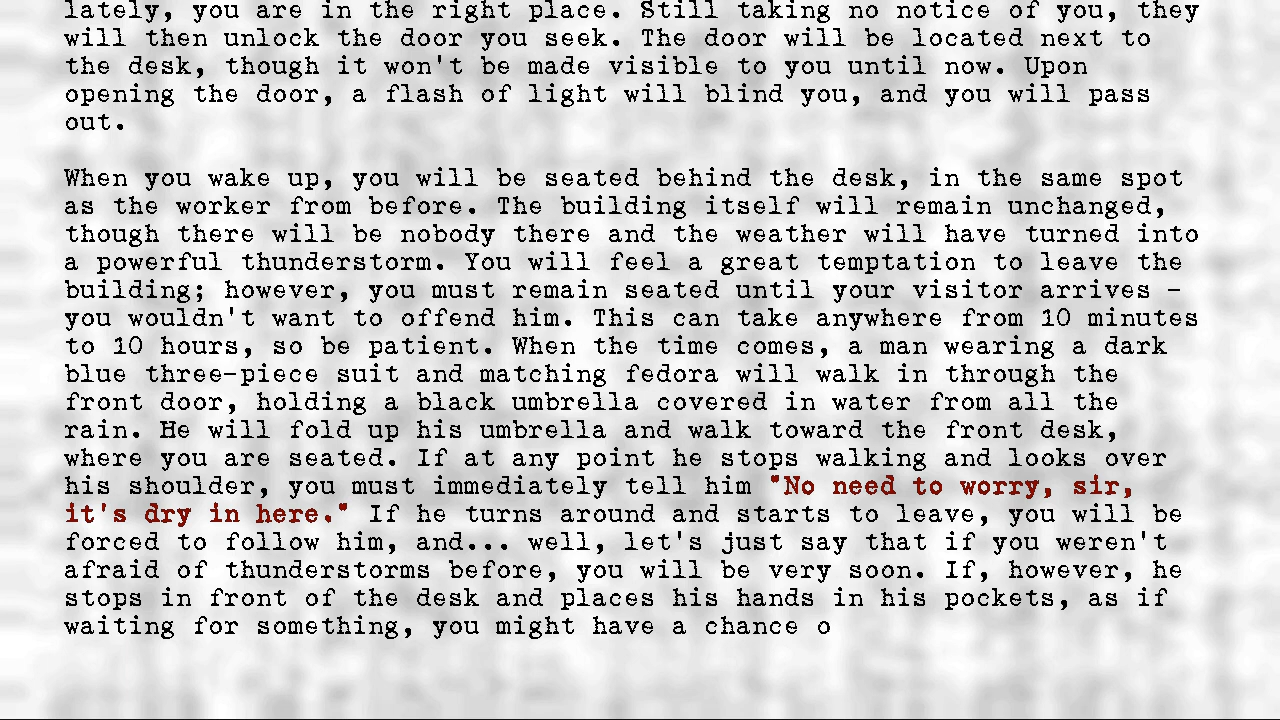 lately, you are in the right place. Still taking no notice of you, they
will then unlock the door you seek. The door will be located next to
the desk, though it won't be made visible to you until now. Upon
opening the door, a flash of light will blind you, and you will pass
out.
When you wake up, you will be seated behind the desk, in the same spot
as the worker from before. The building itself will remain unchanged,
though there will be nobody there and the weather will have turned into
a powerful thunderstorm. You will feel a great temptation to leave the
building; however, you must remain seated until your visitor arrives -
you wouldn't want to offend him. This can take anywhere from 10 minutes
to 10 hours, so be patient. When the time comes, a man wearing a dark
blue three-piece suit and matching fedora will walk in through the
front door, holding a black umbrella covered in water from all the
rain. He will fold up his umbrella and walk toward the front desk,
where you are seated. If at any point he stops walking and looks over
his shoulder, you must immediately tell him "No need to worry, sir,
it's dry in here." If he turns around and starts to leave, you will be
forced to follow him, and... well, let's just say that if you weren't
afraid of thunderstorms before, you will be very soon. If, however, he
stops in front of the desk and places his hands in his pockets, as if
waiting for something, you might have a chance o